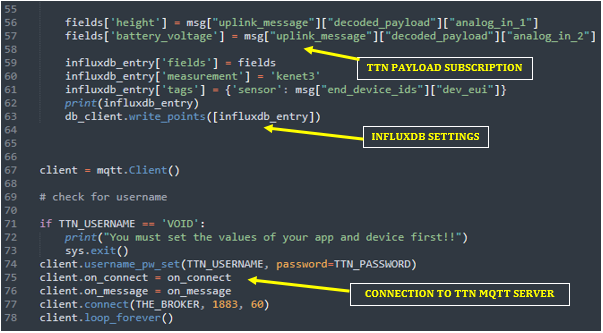 55
56 fields['height'] = msg["uplink_message"]["decoded_payload"]["analog_in_1"]
57 fields['battery_voltage'] = msg["uplink_message"]["decoded_payload"]["analog_in_2"]
58
TTN PAYLOAD SUBSCRIPTION
59 influxdb_entry['fields'] = fields
60 influxdb_entry['measurement'] = 'kenet3'
61 influxdb_entry['tags'] = {'sensor': msg["end_device_ids"]["dev_eui"]}
62 print(influxdb_entry)
63 db_client.write_points([influxdb_entry])
64
INFLUXDB SETTINGS
65
66
67 client = mqtt.Client()
68
69 # check for username
70
71 if TTN_USERNAME == 'VOID':
72 print("You must set the values of your app and device first!!")
73 sys.exit()
74 client.username_pw_set(TTN_USERNAME, password=TTN_PASSWORD)
75 client.on_connect = on_connect
76 client.on_message = on_message
CONNECTION TO TTN MQTT SERVER
77 client.connect(THE_BROKER, 1883, 60)
78 client.loop_forever()